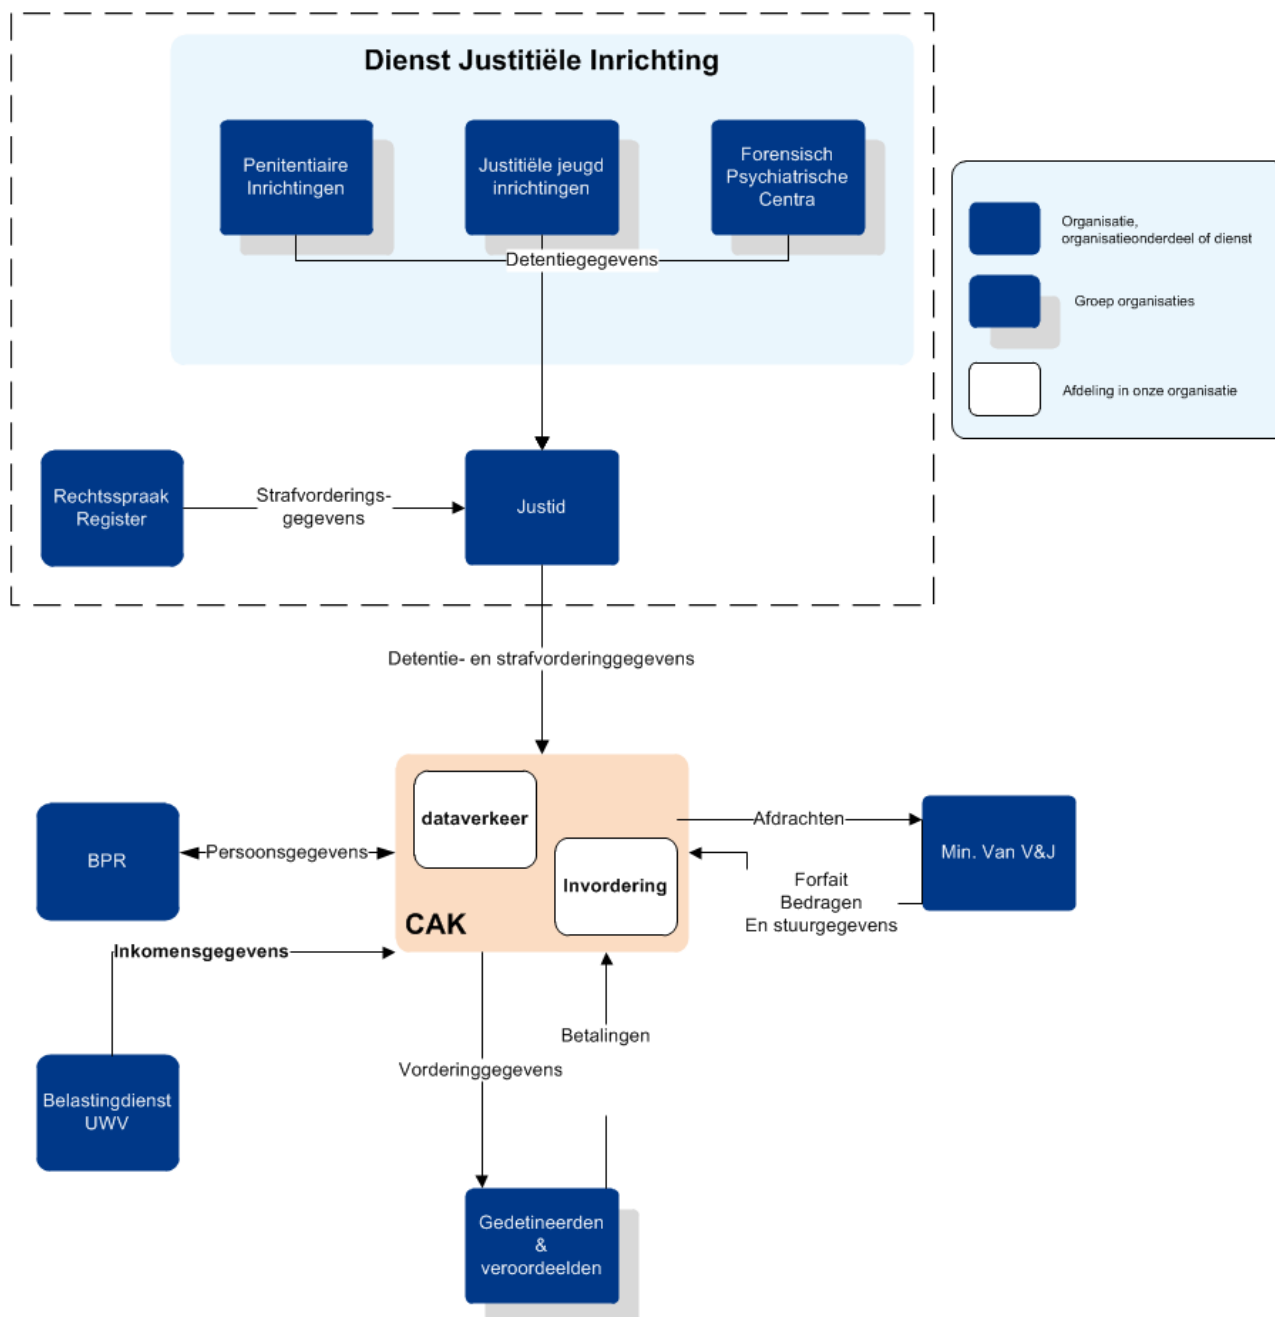 Dienst Justitiële Inrichting
Penitentiaire
Inrichtingen
Justitiële jeugd
inrichtingen
Forensisch
Psychiatrische
Centra
Detentiegegevens
Organisatie,
organisatieonderdeel of dienst
Groep organisaties
Afdeling in onze organisatie
Rechtsspraak
Register
Strafvorderings-
gegevens
Justid
Detentie- en strafvorderinggegevens
dataverkeer
Invordering
CAK
BPR
Persoonsgegevens
Afdrachten
Min. Van V&J
Forfait
Bedragen
En stuurgegevens
Inkomensgegevens
Belastingdienst
UWV
Betalingen
Vorderinggegevens
Gedetineerden
&
veroordeelden